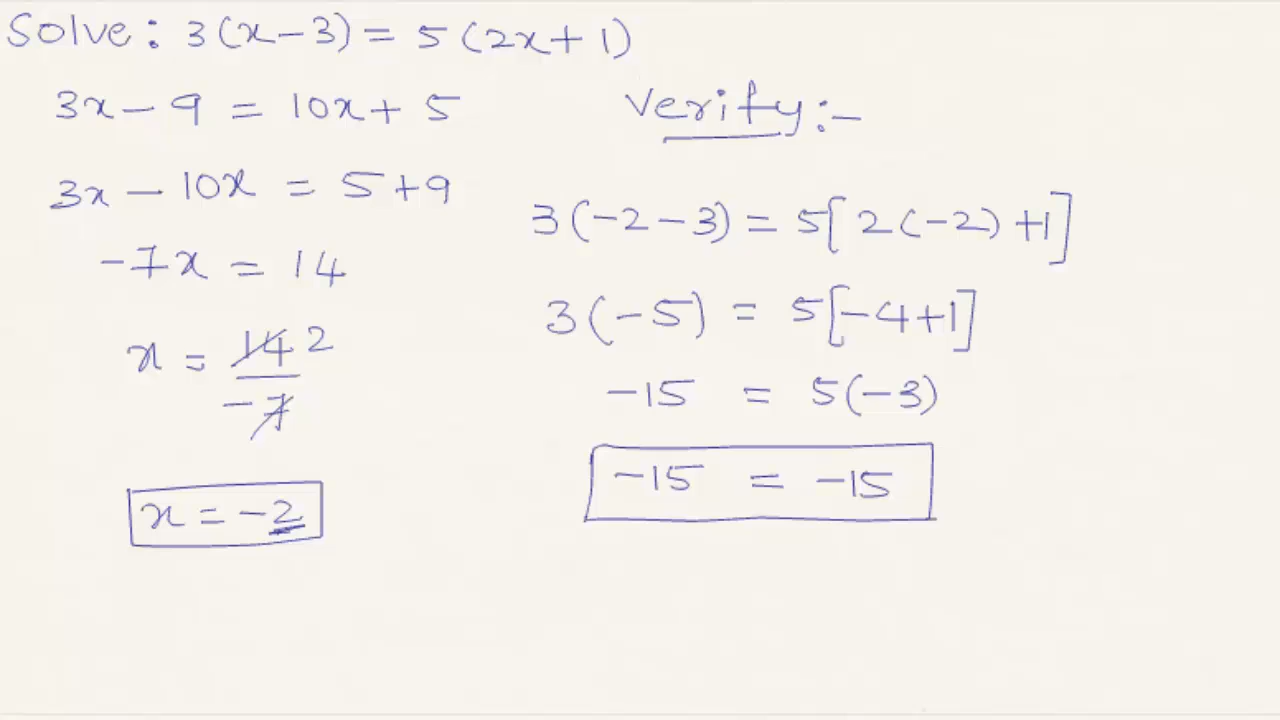 Solve: 3(x-3) = 5(2x+1)
3x - 9 = 10x + 5
3x - 10x = 5+9
-7x = 14
x = 14 2
-7
x = -2
Verify:-
3(-2-3) = 5[2(-2)+1]
3(-5) = 5[-4+1]
-15 = 5(-3)
-15 = -15